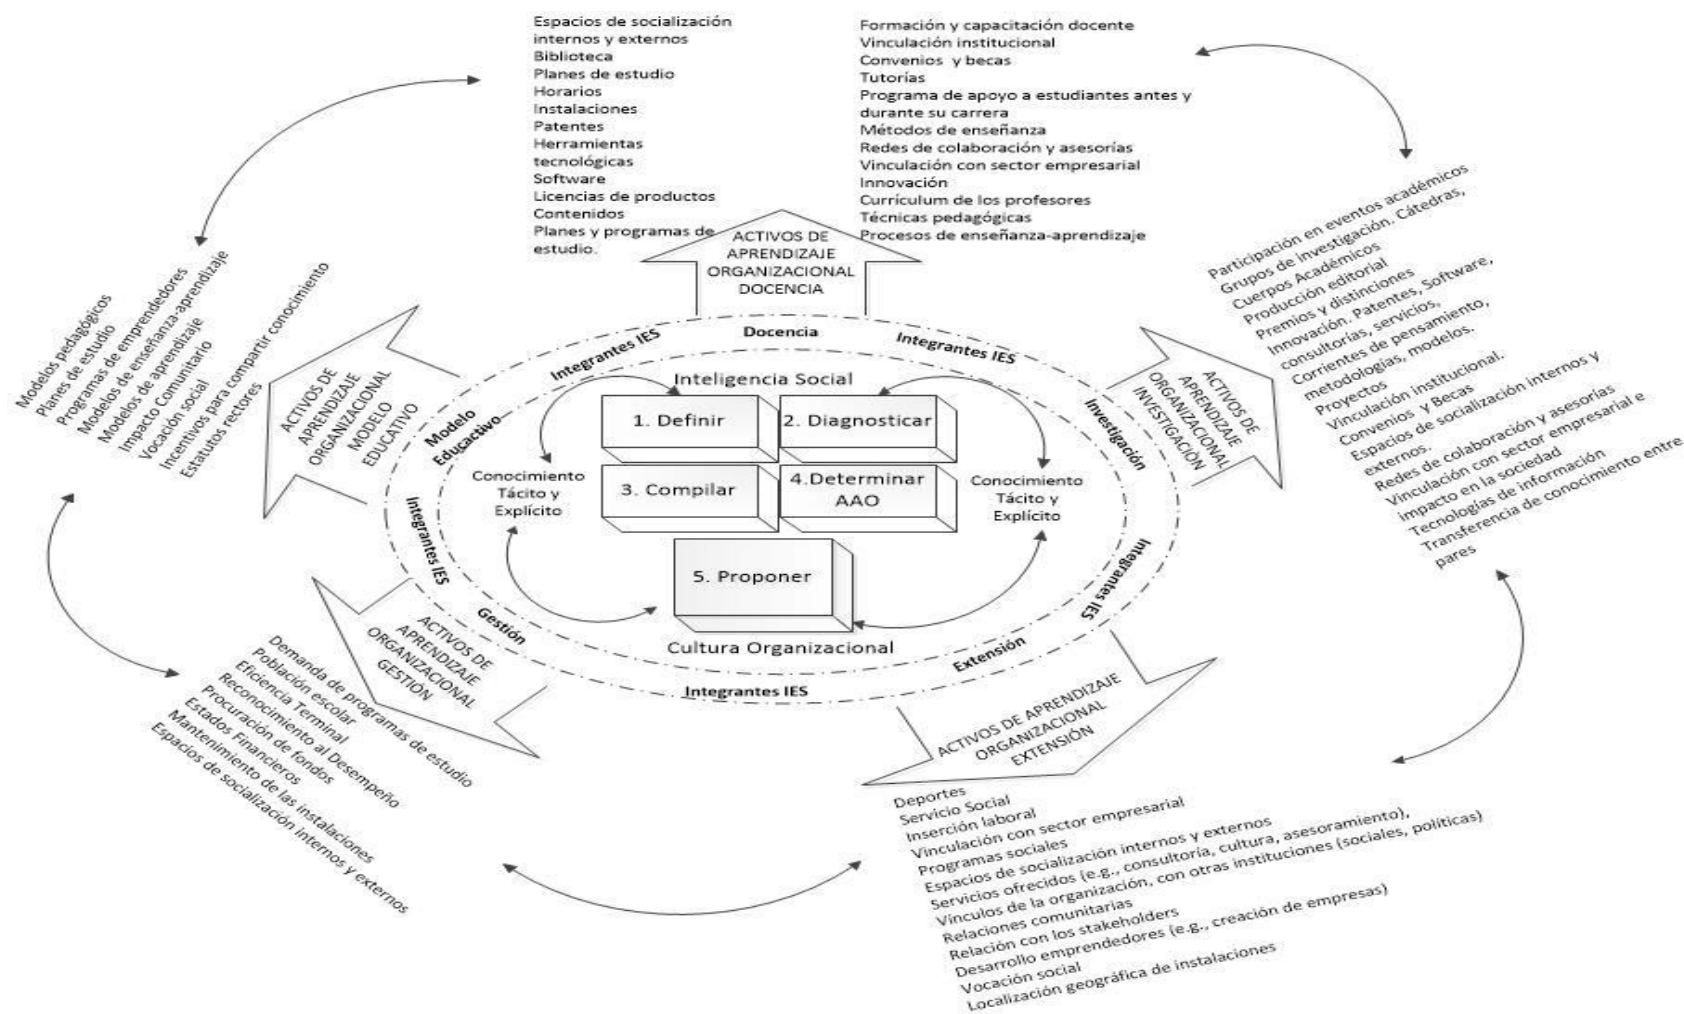 Espacios de socialización
internos y externos
Biblioteca
Planes de estudio
Horarios
Instalaciones
Patentes
Herramientas
tecnológicas
Software
Licencias de productos
Contenidos
Planes y programas de
estudio.
Formación y capacitación docente
Vinculación institucional
Convenios y becas
Tutorías
Programa de apoyo a estudiantes antes y
durante su carrera
Métodos de enseñanza
Redes de colaboración y asesorías
Vinculación con sector empresarial
Innovación
Currículum de los profesores
Técnicas pedagógicas
Procesos de enseñanza-aprendizaje
ACTIVOS DE
APRENDIZAJE
ORGANIZACIONAL
DOCENCIA
Modelos pedagógicos
Planes de estudio
Programas de emprendedores
Modelos de enseñanza-aprendizaje
Modelos de aprendizaje
Impacto Comunitario
Vocación social
Incentivos para compartir conocimiento
Estatutos rectores
ACTIVOS DE
APRENDIZAJE
ORGANIZACIONAL
MODELO
EDUCATIVO
Participación en eventos académicos
Grupos de investigación. Cátedras,
Cuerpos Académicos
Producción editorial
Premios y distinciones
Innovación. Patentes, Software,
consultorías, servicios,
Corrientes de pensamiento,
metodologías, modelos.
Proyectos
Vinculación institucional.
Convenios y Becas
Espacios de socialización internos y
externos.
Redes de colaboración y asesorías
Vinculación con sector empresarial e
impacto en la sociedad
Tecnologías de información
Transferencia de conocimiento entre
pares
ACTIVOS DE
APRENDIZAJE
ORGANIZACIONAL
INVESTIGACIÓN
Docencia
Integrantes IES
Integrantes IES
Modelo
Educactivo
Investigación
Integrantes IES
Integrantes IES
Gestión
Extensión
Integrantes IES
Inteligencia Social
1. Definir
2. Diagnosticar
3. Compilar
4.Determinar
AAO
5. Proponer
Conocimiento
Tácito y
Explícito
Conocimiento
Tácito y
Explícito
Cultura Organizacional
ACTIVOS DE
APRENDIZAJE
ORGANIZACIONAL
GESTIÓN
Demanda de programas de estudio
Población escolar
Eficiencia Terminal
Reconocimiento al Desempeño
Procuración de fondos
Estados Financieros
Mantenimiento de las instalaciones
Espacios de socialización internos y externos
ACTIVOS DE APRENDIZAJE
ORGANIZACIONAL
EXTENSIÓN
Deportes
Servicio Social
Inserción laboral
Vinculación con sector empresarial
Programas sociales
Espacios de socialización internos y externos
Servicios ofrecidos (e.g., consultoría, cultura, asesoramiento),
Vínculos de la organización, con otras instituciones (sociales, políticas)
Relaciones comunitarias
Relación con los stakeholders
Desarrollo emprendedores (e.g., creación de empresas)
Vocación social
Localización geográfica de instalaciones